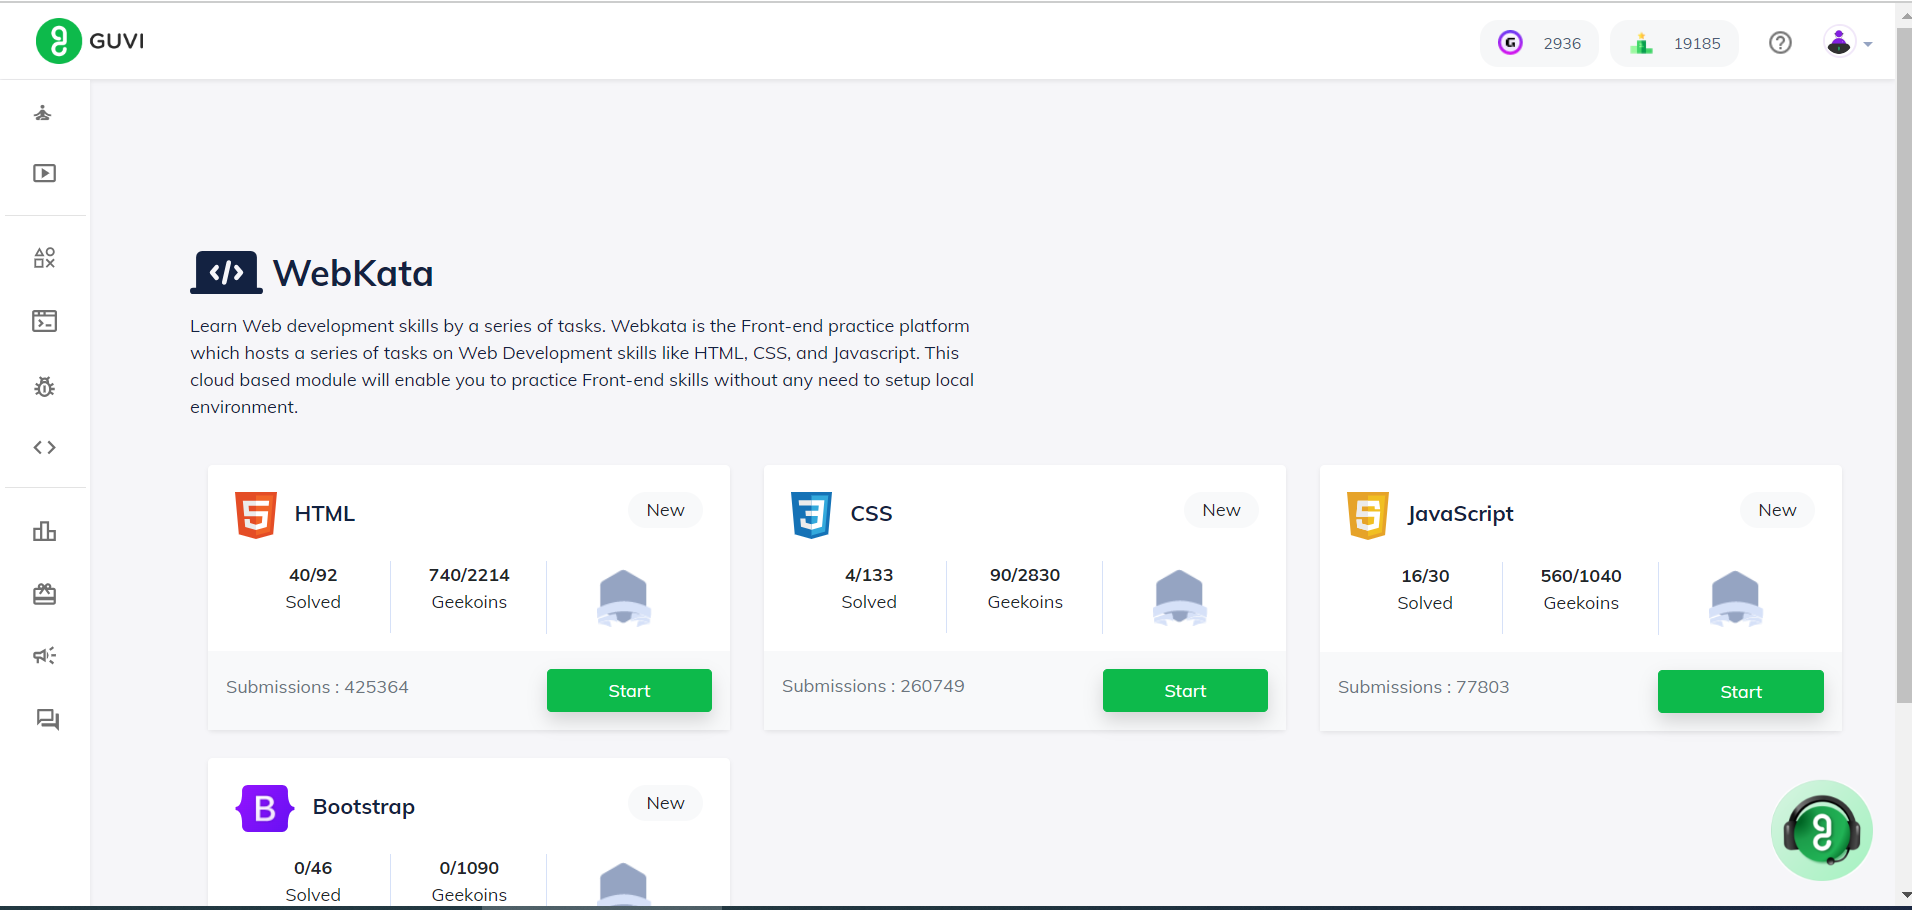 GUVI
2936
19185
WebKata
Learn Web development skills by a series of tasks. Webkata is the Front-end practice platform
which hosts a series of tasks on Web Development skills like HTML, CSS, and Javascript. This
cloud based module will enable you to practice Front-end skills without any need to setup local
environment.
HTML
New
40/92
Solved
740/2214
Geekoins
Submissions : 425364
Start
CSS
New
4/133
Solved
90/2830
Geekoins
Submissions : 260749
Start
JavaScript
New
16/30
Solved
560/1040
Geekoins
Submissions : 77803
Start
B
Bootstrap
New
0/46
Solved
0/1090
Geekoins